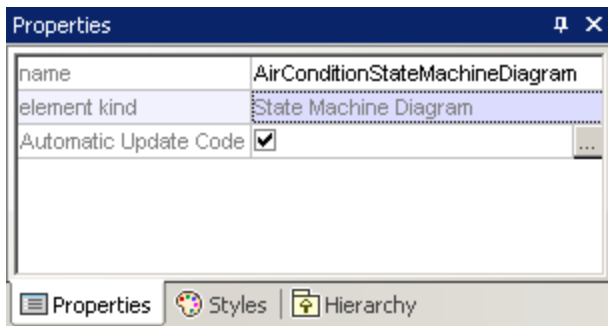 Properties
name AirConditionStateMachineDiagram
element kind State Machine Diagram
Automatic Update Code ...
Properties Styles Hierarchy